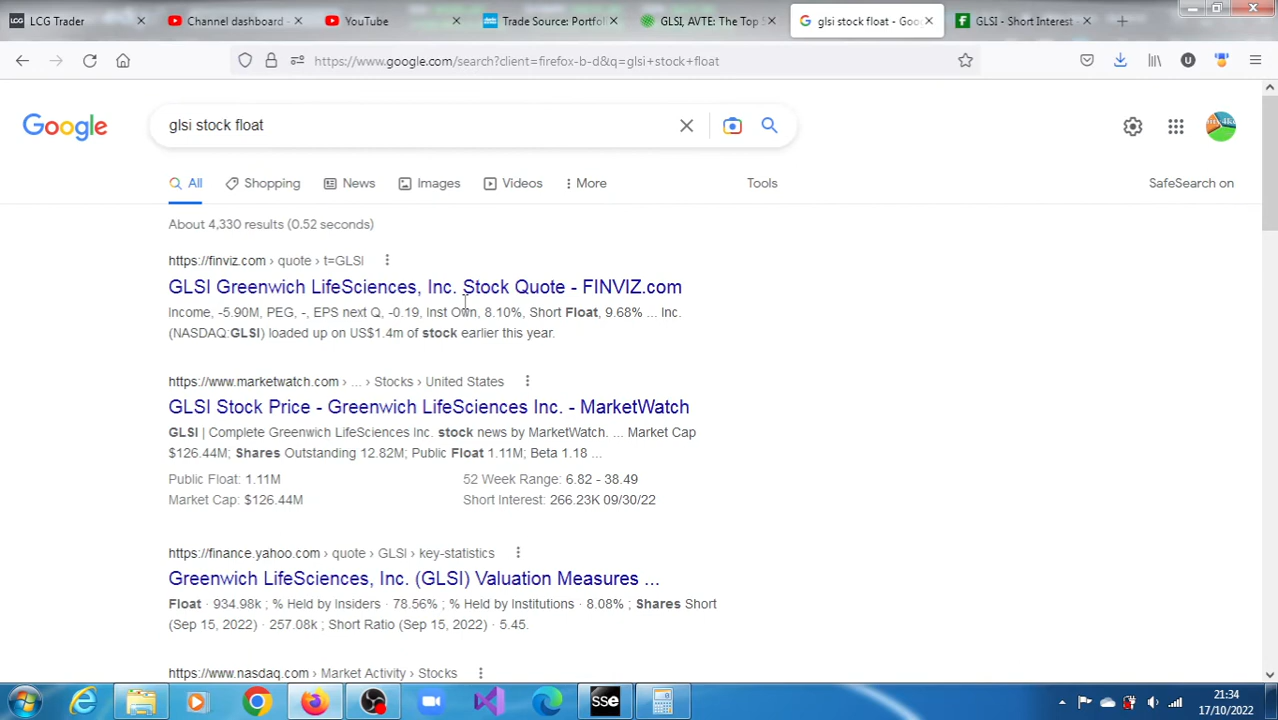 LCG LCG Trader
Channel dashboard -
YouTube
Trade Source: Portfol
GLSI, AVTE: The Top S
glsi stock float - Goo
GLSI - Short Interest
https://www.google.com/search?client=firefox-b-d&q=glsi+stock+float
Google
glsi stock float
All
Shopping
News
Images
Videos
More
Tools
SafeSearch on
About 4,330 results (0.52 seconds)
https://finviz.com › quote › t=GLSI
GLSI Greenwich LifeSciences, Inc. Stock Quote - FINVIZ.com
Income, -5.90M, PEG, -, EPS next Q, -0.19, Inst Own, 8.10%, Short Float, 9.68% ... Inc.
(NASDAQ:GLSI) loaded up on US$1.4m of stock earlier this year.
https://www.marketwatch.com › ... › Stocks › United States
GLSI Stock Price - Greenwich LifeSciences Inc. - MarketWatch
GLSI | Complete Greenwich LifeSciences Inc. stock news by MarketWatch. ... Market Cap
$126.44M; Shares Outstanding 12.82M; Public Float 1.11M; Beta 1.18 ...
Public Float: 1.11M
52 Week Range: 6.82 - 38.49
Market Cap: $126.44M
Short Interest: 266.23K 09/30/22
https://finance.yahoo.com › quote › GLSI › key-statistics
Greenwich LifeSciences, Inc. (GLSI) Valuation Measures ...
Float · 934.98k ; % Held by Insiders · 78.56% ; % Held by Institutions · 8.08% ; Shares Short
(Sep 15, 2022) · 257.08k ; Short Ratio (Sep 15, 2022) · 5.45.
https://www.nasdaq.com › Market Activity › Stocks
SSE
21:34
17/10/2022